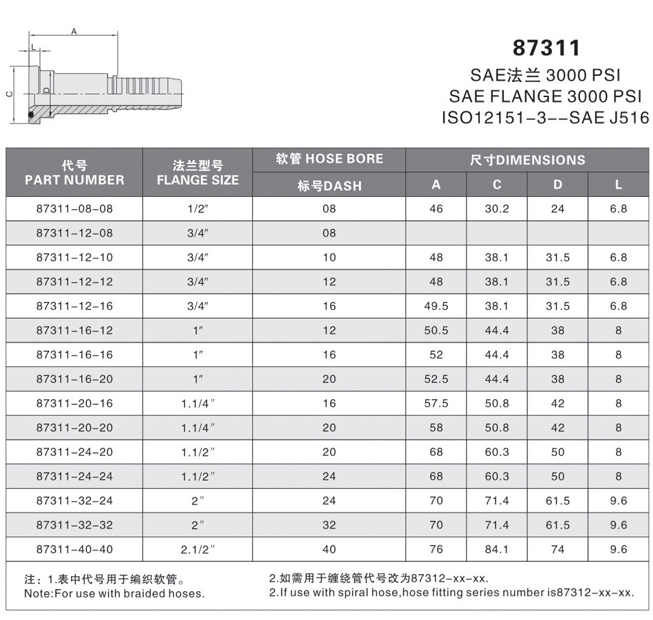 A
L
C
D
87311
SAE法兰 3000 PSI
SAE FLANGE 3000 PSI
ISO12151-3--SAE J516
代号 法兰型号 软管 HOSE BORE 尺寸DIMENSIONS
PART NUMBER FLANGE SIZE 标号DASH A C D L
87311-08-08 1/2″ 08 46 30.2 24 6.8
87311-12-08 3/4″ 08
87311-12-10 3/4″ 10 48 38.1 31.5 6.8
87311-12-12 3/4″ 12 48 38.1 31.5 6.8
87311-12-16 3/4″ 16 49.5 38.1 31.5 6.8
87311-16-12 1″ 12 50.5 44.4 38 8
87311-16-16 1″ 16 52 44.4 38 8
87311-16-20 1″ 20 52.5 44.4 38 8
87311-20-16 1.1/4″ 16 57.5 50.8 42 8
87311-20-20 1.1/4″ 20 58 50.8 42 8
87311-24-20 1.1/2″ 20 68 60.3 50 8
87311-24-24 1.1/2″ 24 68 60.3 50 8
87311-32-24 2″ 24 70 71.4 61.5 9.6
87311-32-32 2″ 32 70 71.4 61.5 9.6
87311-40-40 2.1/2″ 40 76 84.1 74 9.6
注：1.表中代号用于编织软管。 2.如需用于缠绕管代号改为87312-xx-xx.
Note:For use with braided hoses. 2.If use with spiral hose,hose fitting series number is87312-xx-xx.